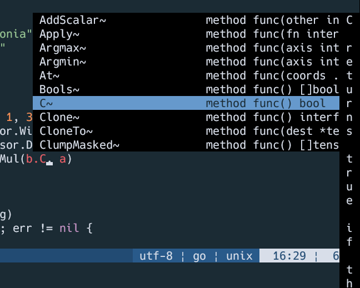 AddScalar~ method func(other in C
onia" Apply~ method func(fn inter f
" Argmax~ method func(axis int r
Argmin~ method func(axis int e
At~ method func(coords . t
Bools~ method func() []bool u
C~ method func() bool r
1, 3 Clone~ method func() interf n
sor.Wi CloneTo~ method func(dest *te s
sor.D ClumpMasked~ method func() []tens
Mul(b.C, a) t
r
u
e
g)
; err != nil { i
f
utf-8 ¦ go ¦ unix 16:29 ¦ 6
t
h